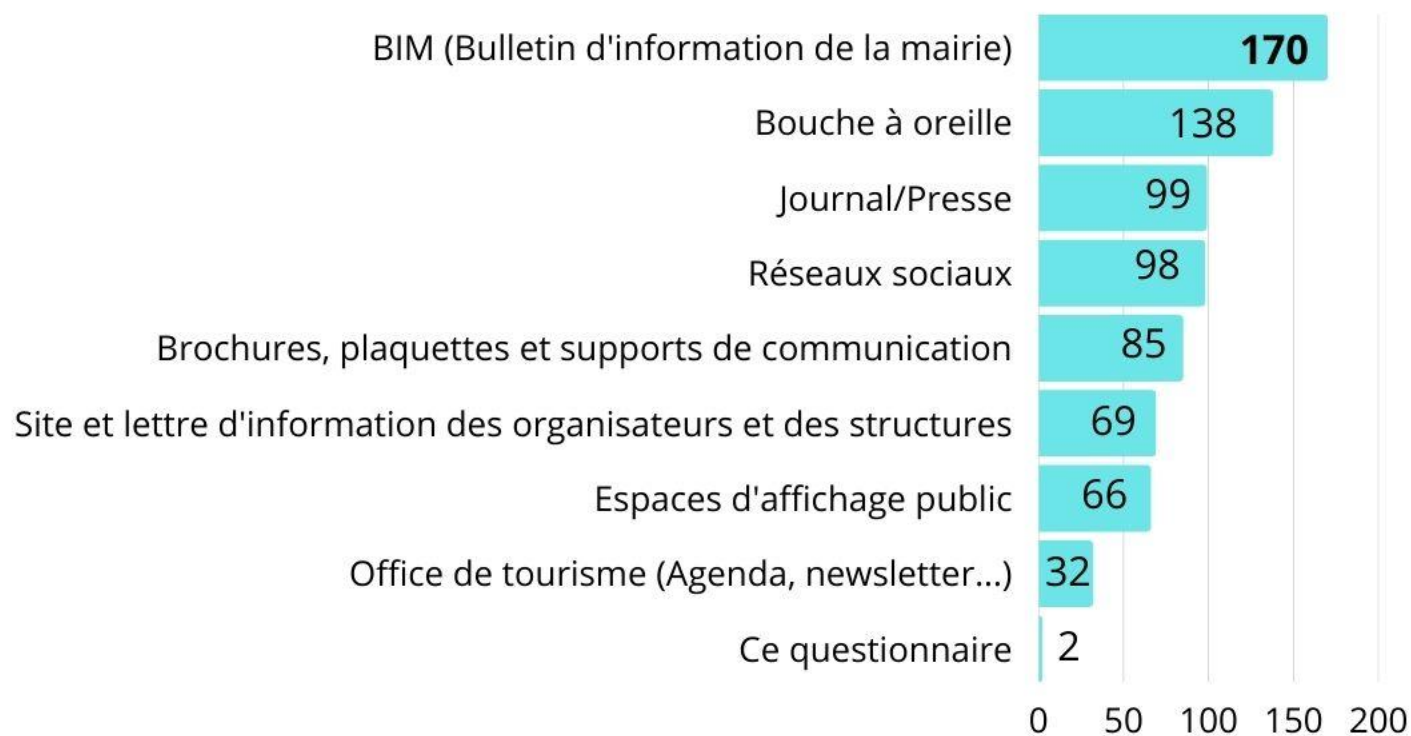 BIM (Bulletin d'information de la mairie) 170
Bouche à oreille 138
Journal/Presse 99
Réseaux sociaux 98
Brochures, plaquettes et supports de communication 85
Site et lettre d'information des organisateurs et des structures 69
Espaces d'affichage public 66
Office de tourisme (Agenda, newsletter...) 32
Ce questionnaire 2
0 50 100 150 200